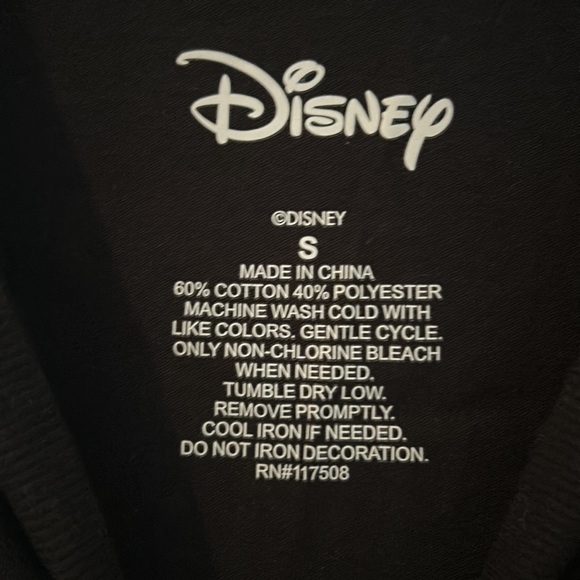 Disney
©DISNEY
S
MADE IN CHINA
60% COTTON 40% POLYESTER
MACHINE WASH COLD WITH
LIKE COLORS. GENTLE CYCLE.
ONLY NON-CHLORINE BLEACH
WHEN NEEDED.
TUMBLE DRY LOW.
REMOVE PROMPTLY.
COOL IRON IF NEEDED.
DO NOT IRON DECORATION.
RN#117508